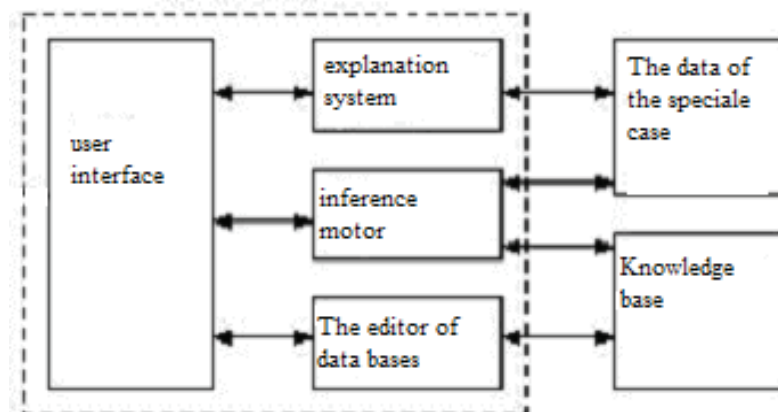 user
interface
explanation
system
inference
motor
The editor of
data bases
The data of
the speciale
case
Knowledge
base